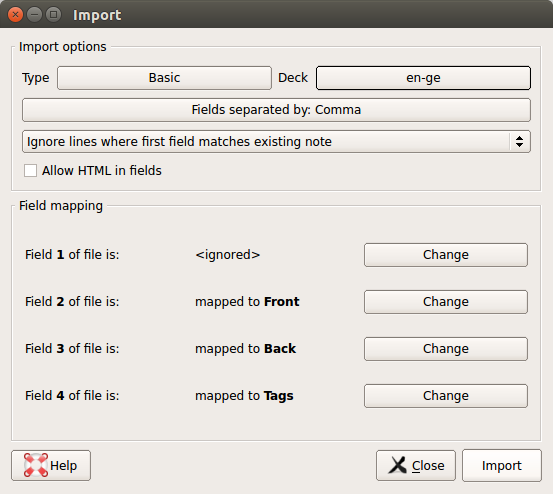 Import
Import options
Type Basic Deck en-ge
Fields separated by: Comma
Ignore lines where first field matches existing note
Allow HTML in fields
Field mapping
Field 1 of file is: <ignored> Change
Field 2 of file is: mapped to Front Change
Field 3 of file is: mapped to Back Change
Field 4 of file is: mapped to Tags Change
Help Close Import